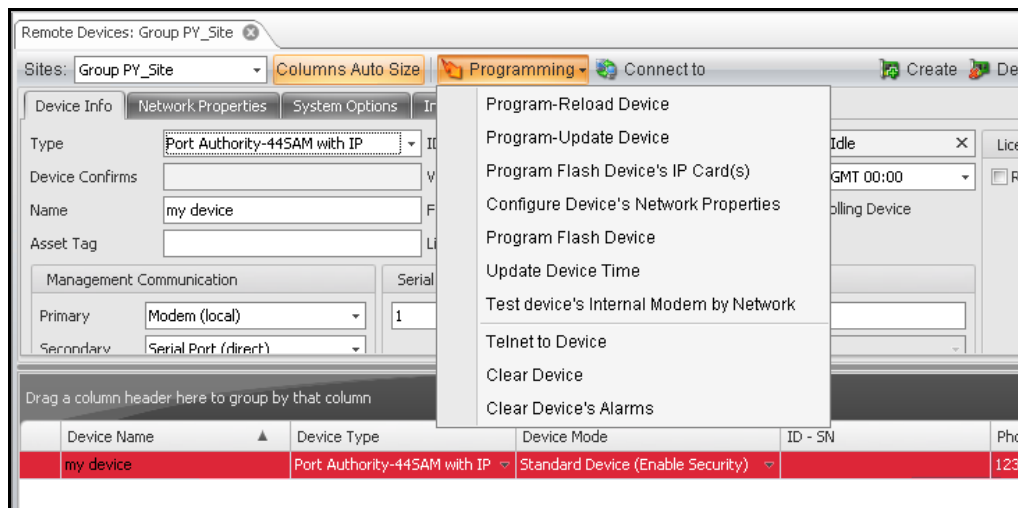 Remote Devices: Group PY_Site
Sites: Group PY_Site Columns Auto Size Programming Connect to Create De
Device Info Network Properties System Options In
Program-Reload Device
Program-Update Device
Program Flash Device's IP Card(s)
Configure Device's Network Properties
Program Flash Device
Update Device Time
Test device's Internal Modem by Network
Telnet to Device
Clear Device
Clear Device's Alarms
Type Port Authority-44SAM with IP ID Idle Lice
Device Confirms V GMT 00:00 R
Name my device F olling Device
Asset Tag Li
Management Communication Serial
Primary Modem (local) 1
Secondary Serial Port (direct)
Drag a column header here to group by that column
Device Name Device Type Device Mode ID - SN Pho
my device Port Authority-44SAM with IP Standard Device (Enable Security) 123